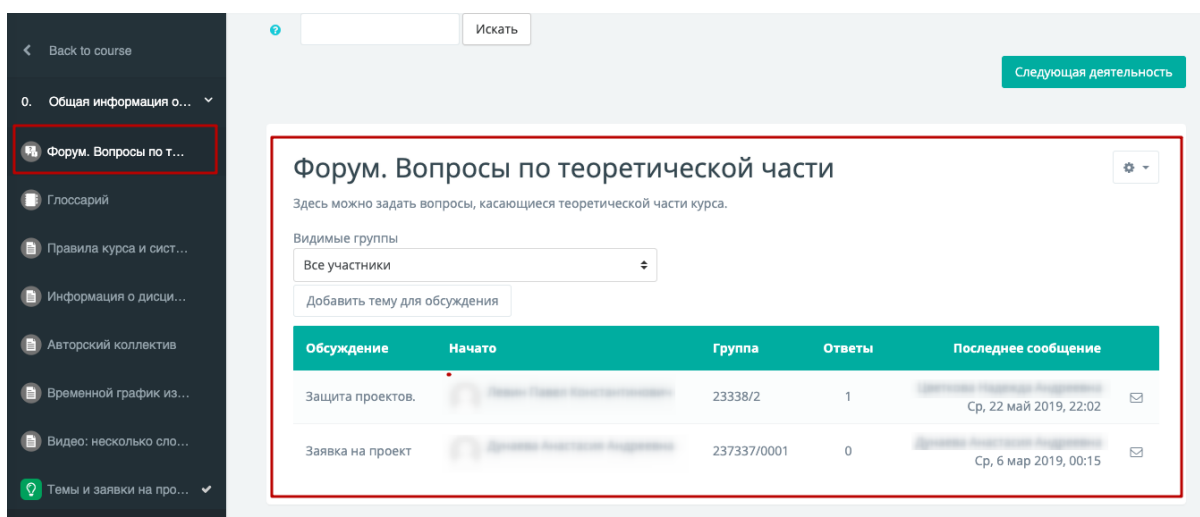 Back to course
0. Общая информация о...
Форум. Вопросы по т...
Глоссарий
Правила курса и сист...
Информация о дисци...
Авторский коллектив
Временной график из...
Видео: несколько сло...
Темы и заявки на про...
Искать
Следующая деятельность
Форум. Вопросы по теоретической части
Здесь можно задать вопросы, касающиеся теоретической части курса.
Видимые группы
Все участники
Добавить тему для обсуждения
Обсуждение Начато Группа Ответы Последнее сообщение
Защита проектов. 23338/2 1
Ср, 22 май 2019, 22:02
Заявка на проект 237337/0001 0
Ср, 6 мар 2019, 00:15